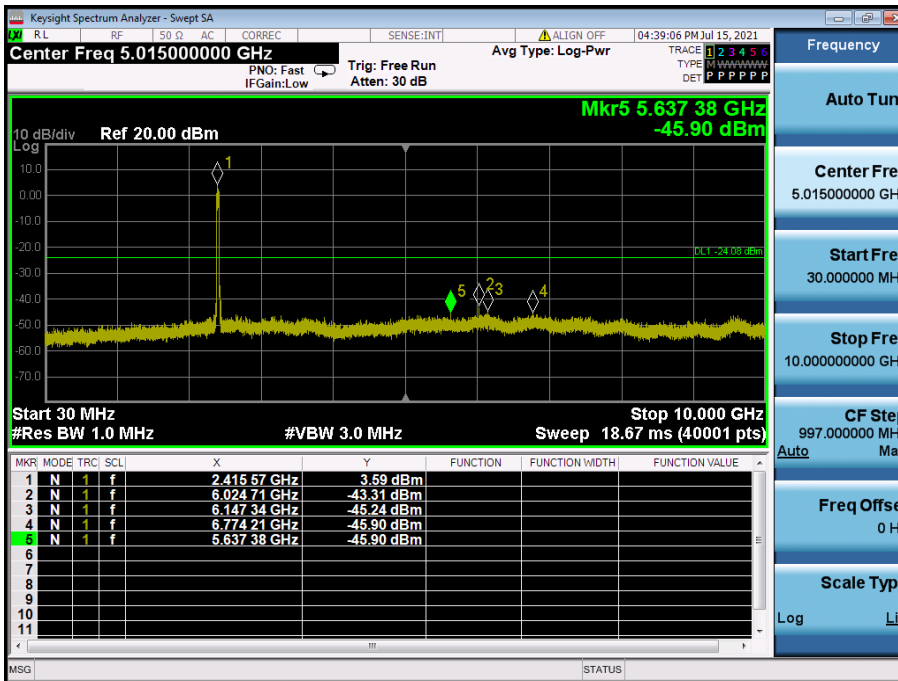 Keysight Spectrum Analyzer - Swept SA
LXI RL RF 50 Ω AC CORREC SENSE:INT ALIGN OFF 04:39:06 PM Jul 15, 2021
Center Freq 5.015000000 GHz
PNO: Fast
IFGain:Low
Trig: Free Run
Atten: 30 dB
Avg Type: Log-Pwr
TRACE 1 2 3 4 5 6
TYPE M W W W W W
DET P P P P P P
Mkr5 5.637 38 GHz
-45.90 dBm
10 dB/div Ref 20.00 dBm
Log
10.0
0.00
-10.0
-20.0
-30.0
-40.0
-50.0
-60.0
-70.0
1
DL1 -24.08 dBm
5 2 3 4
Start 30 MHz Stop 10.000 GHz
#Res BW 1.0 MHz #VBW 3.0 MHz Sweep 18.67 ms (40001 pts)
MKR MODE TRC SCL X Y FUNCTION FUNCTION WIDTH FUNCTION VALUE
1 N 1 f 2.415 57 GHz 3.59 dBm
2 N 1 f 6.024 71 GHz -43.31 dBm
3 N 1 f 6.147 34 GHz -45.24 dBm
4 N 1 f 6.774 21 GHz -45.90 dBm
5 N 1 f 5.637 38 GHz -45.90 dBm
6
7
8
9
10
11
MSG STATUS
Frequency
Auto Tun
Center Fre
5.015000000 GH
Start Fre
30.000000 MH
Stop Fre
10.000000000 GH
CF Step
997.000000 MH
Auto Ma
Freq Offse
0 H
Scale Typ
Log Li